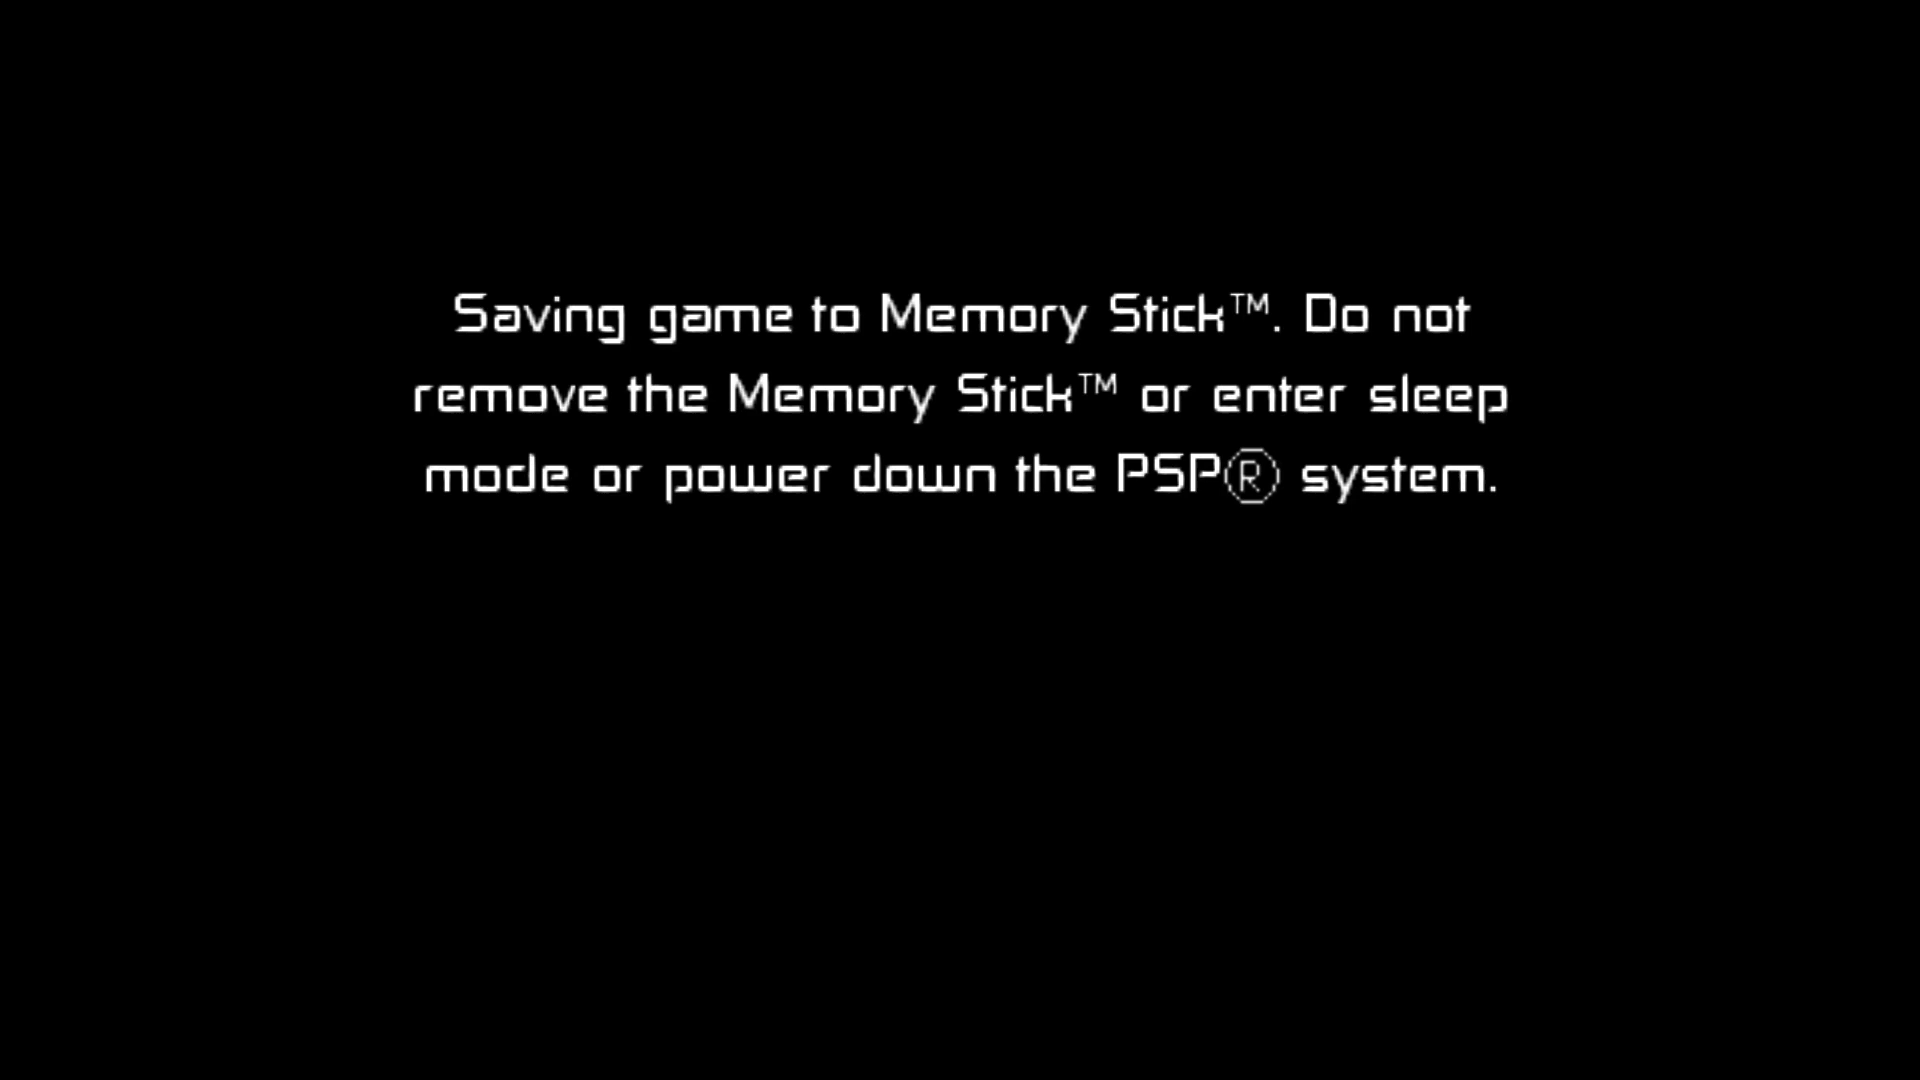 Saving game to Memory Stick™. Do not
remove the Memory Stick™ or enter sleep
mode or power down the PSP® system.